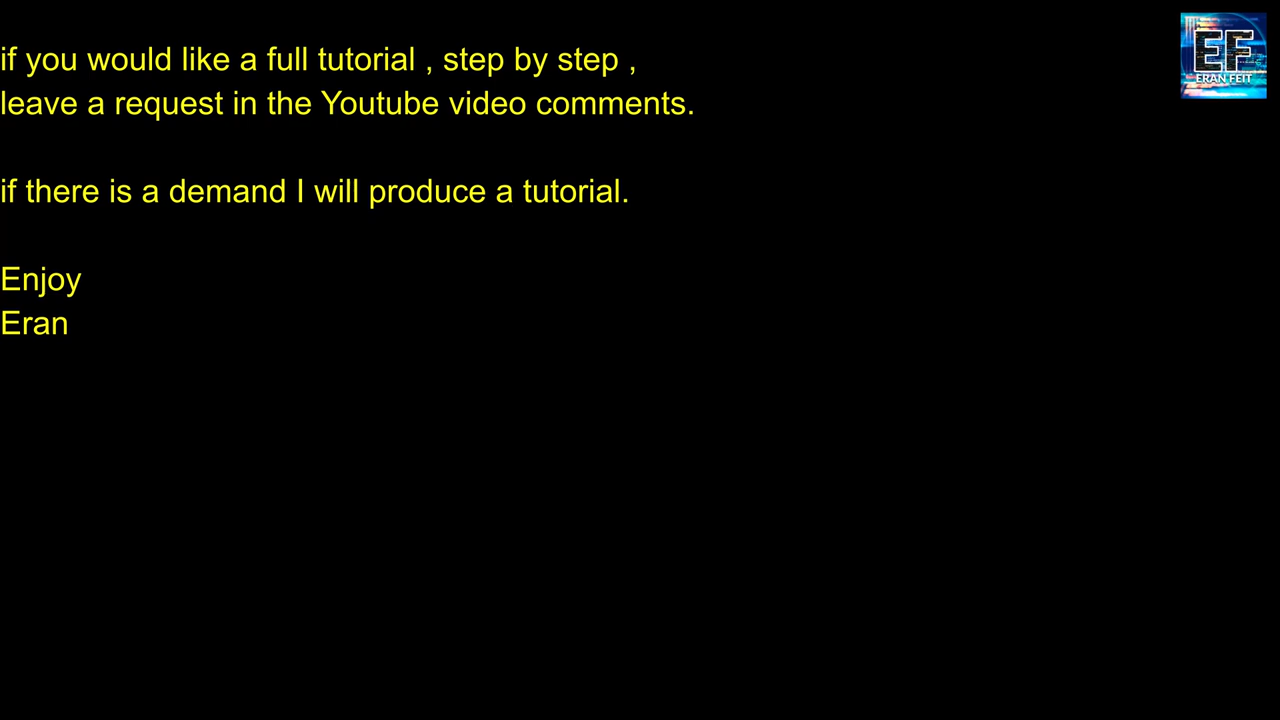 if you would like a full tutorial , step by step ,
leave a request in the Youtube video comments.
if there is a demand I will produce a tutorial.
Enjoy
Eran
EF
ERAN FEIT